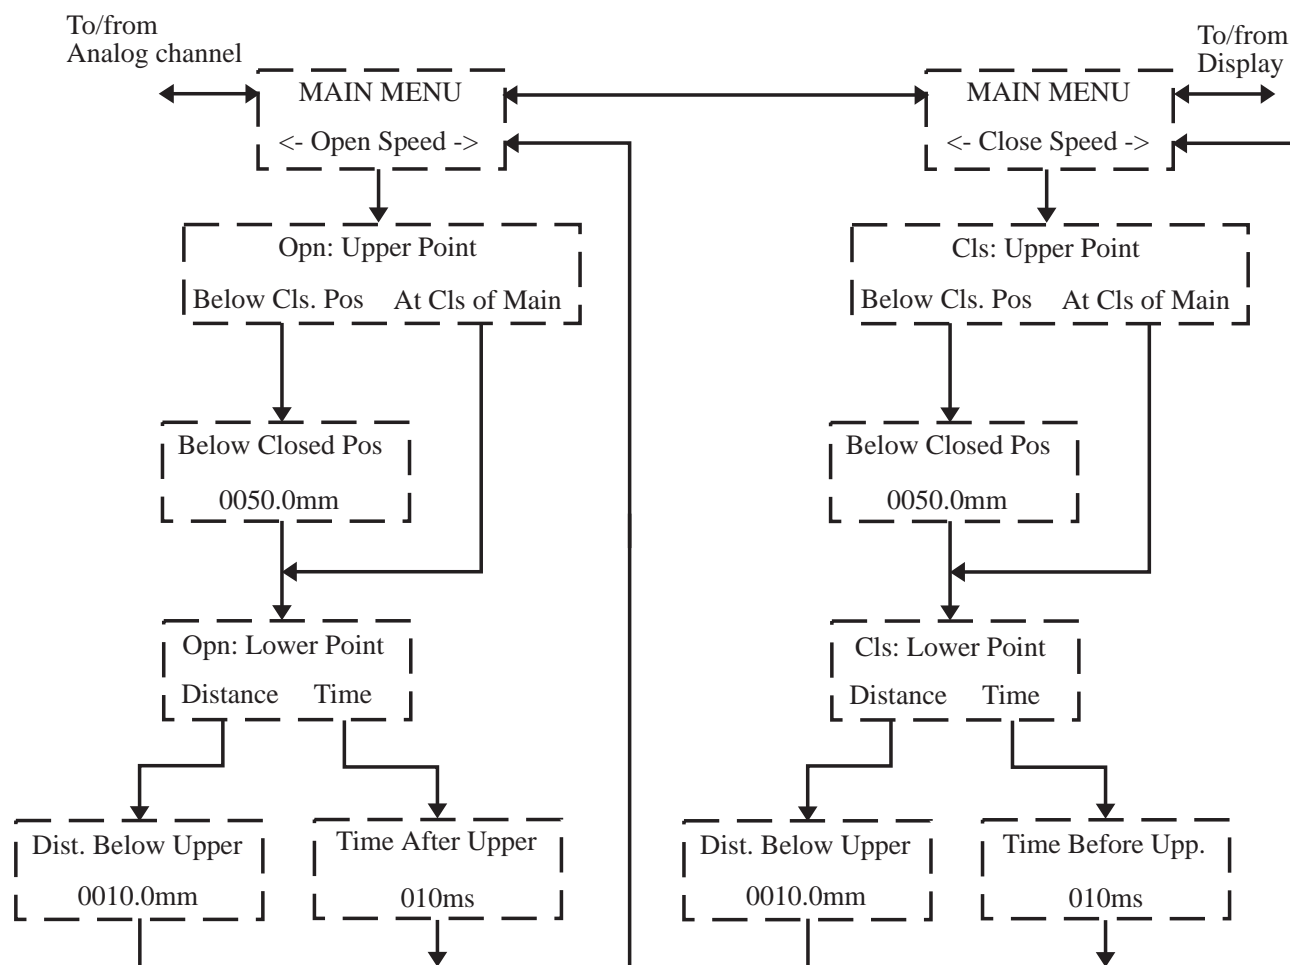 To/from
Analog channel
MAIN MENU
<- Open Speed ->
Opn: Upper Point
Below Cls. Pos At Cls of Main
Below Closed Pos
0050.0mm
Opn: Lower Point
Distance Time
Dist. Below Upper
0010.0mm
Time After Upper
010ms
To/from
Display
MAIN MENU
<- Close Speed ->
Cls: Upper Point
Below Cls. Pos At Cls of Main
Below Closed Pos
0050.0mm
Cls: Lower Point
Distance Time
Dist. Below Upper
0010.0mm
Time Before Upp.
010ms